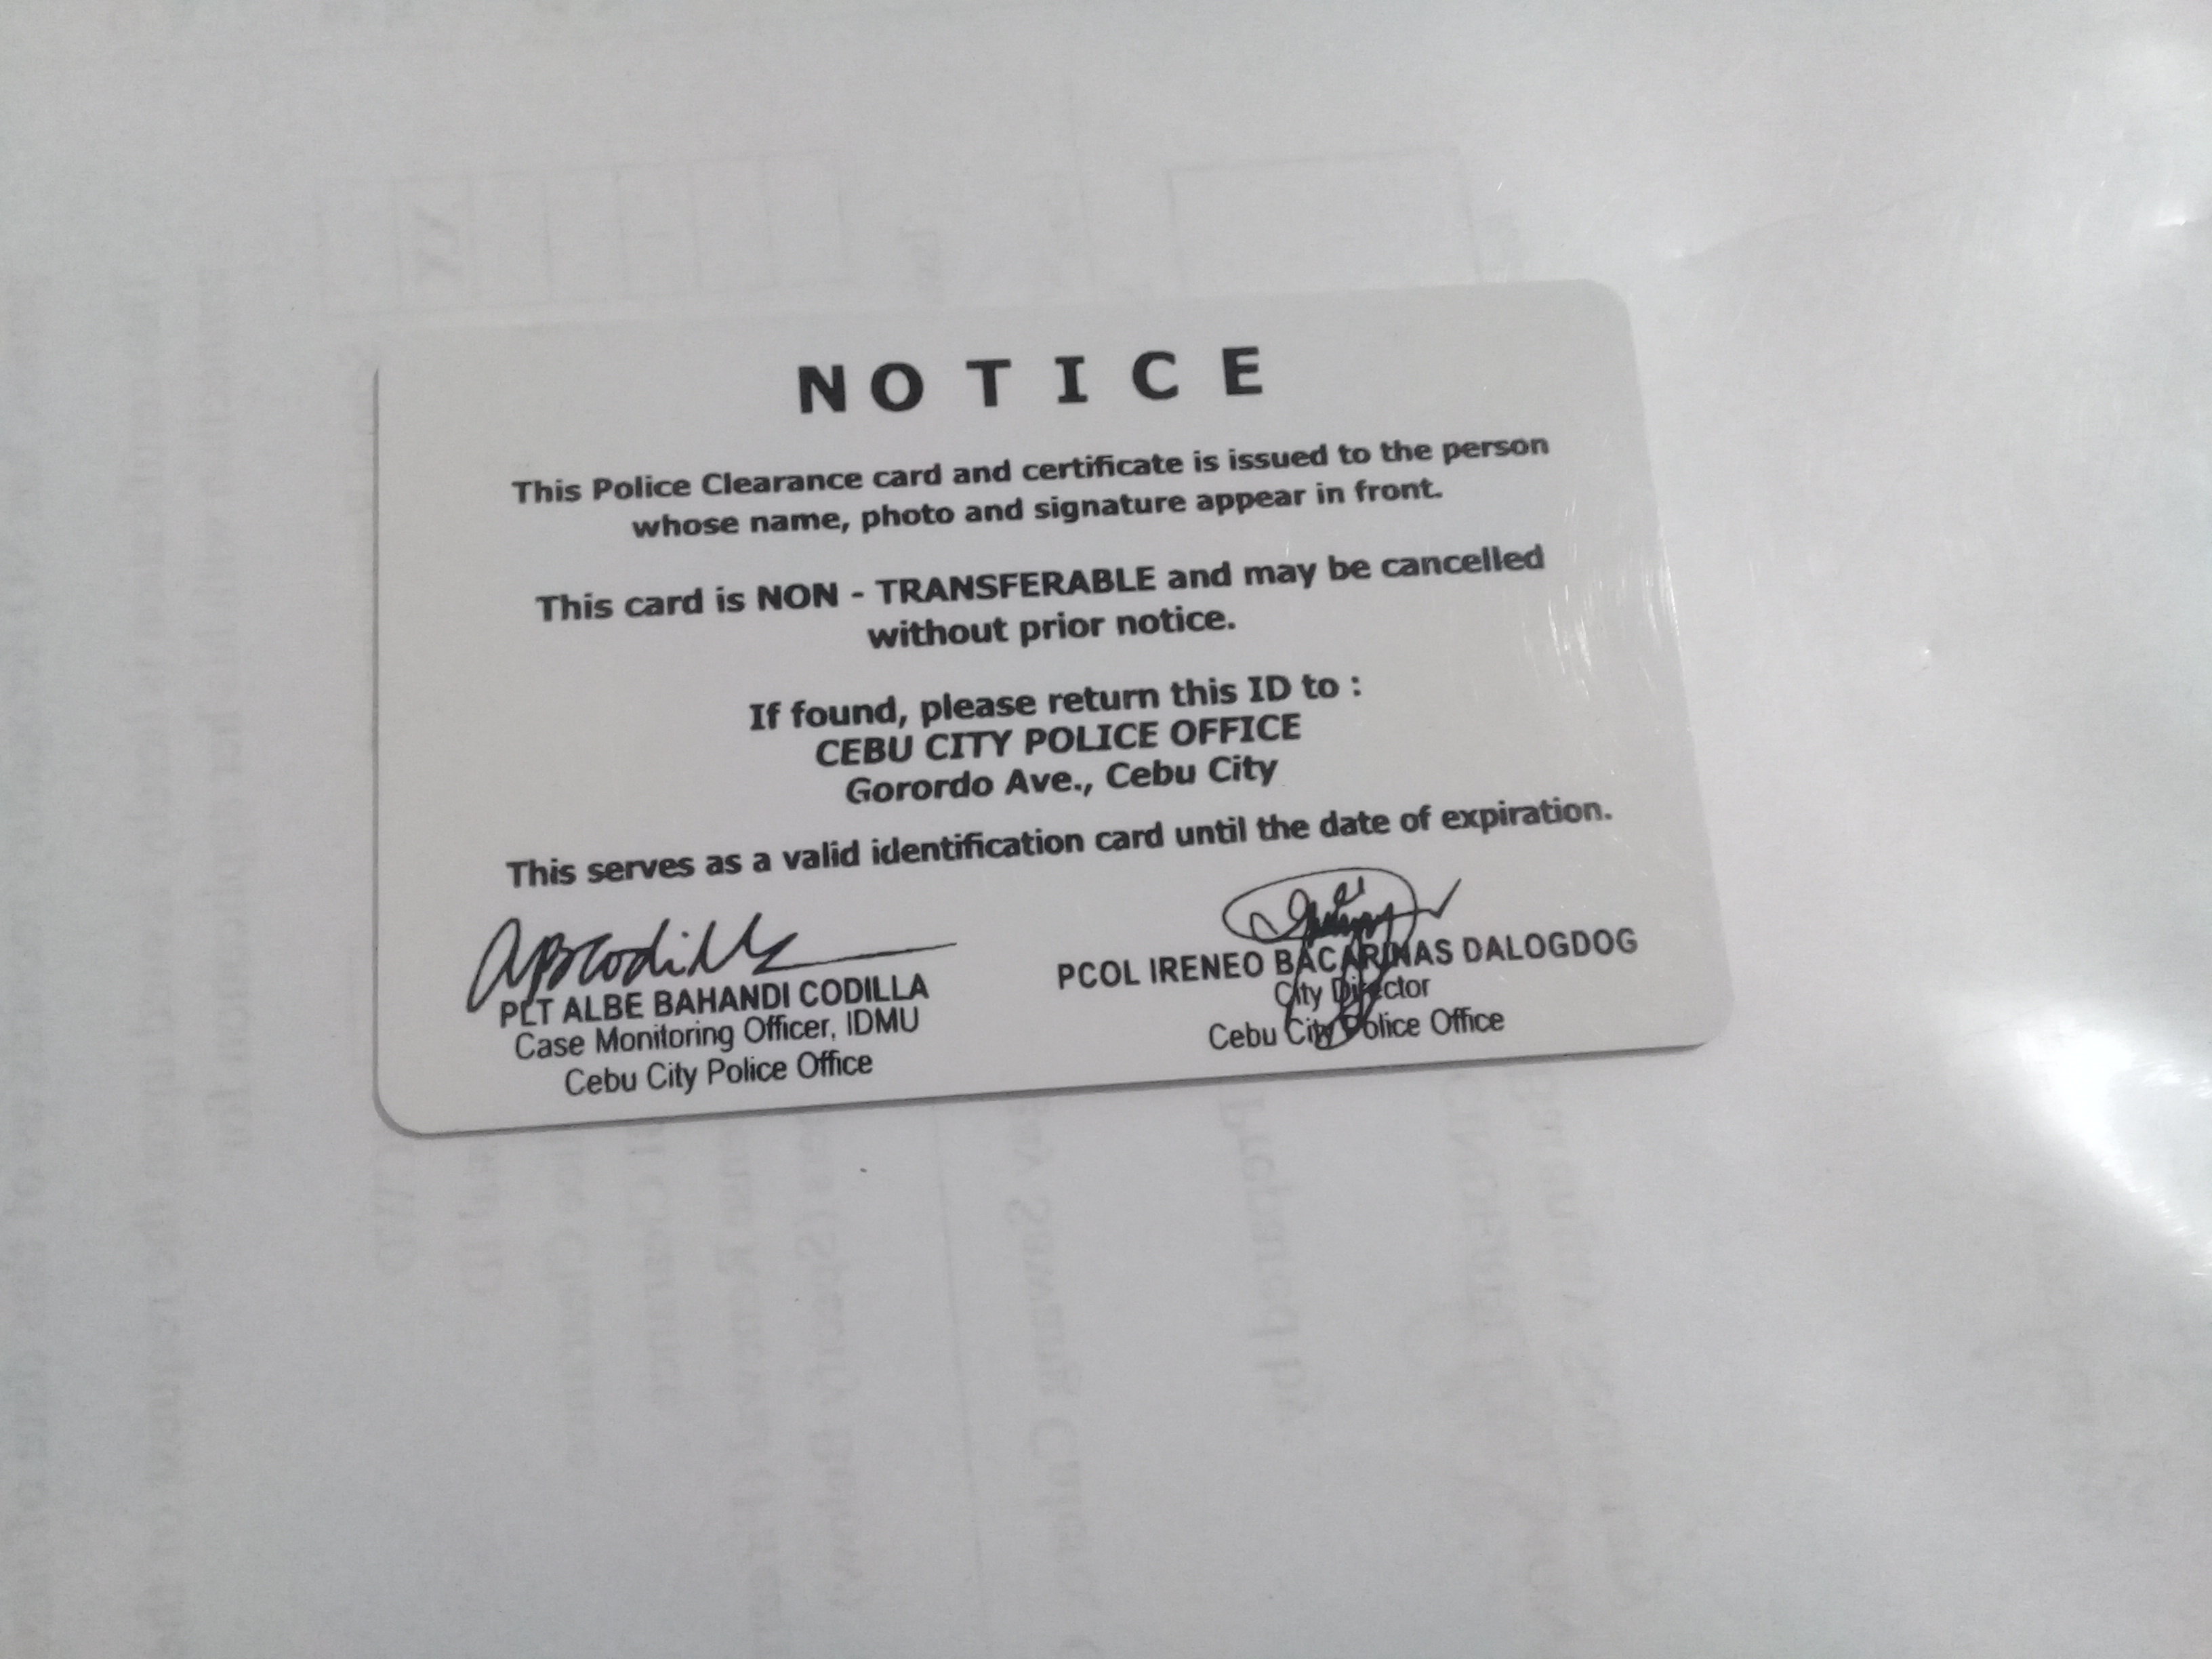 NOTICE
This Police Clearance card and certificate is issued to the person
whose name, photo and signature appear in front.
This card is NON - TRANSFERABLE and may be cancelled
without prior notice.
If found, please return this ID to :
CEBU CITY POLICE OFFICE
Gorordo Ave., Cebu City
This serves as a valid identification card until the date of expiration.
PLT ALBE BAHANDI CODILLA
Case Monitoring Officer, IDMU
Cebu City Police Office
PCOL IRENEO BACARINAS DALOGDOG
City Director
Cebu City Police Office